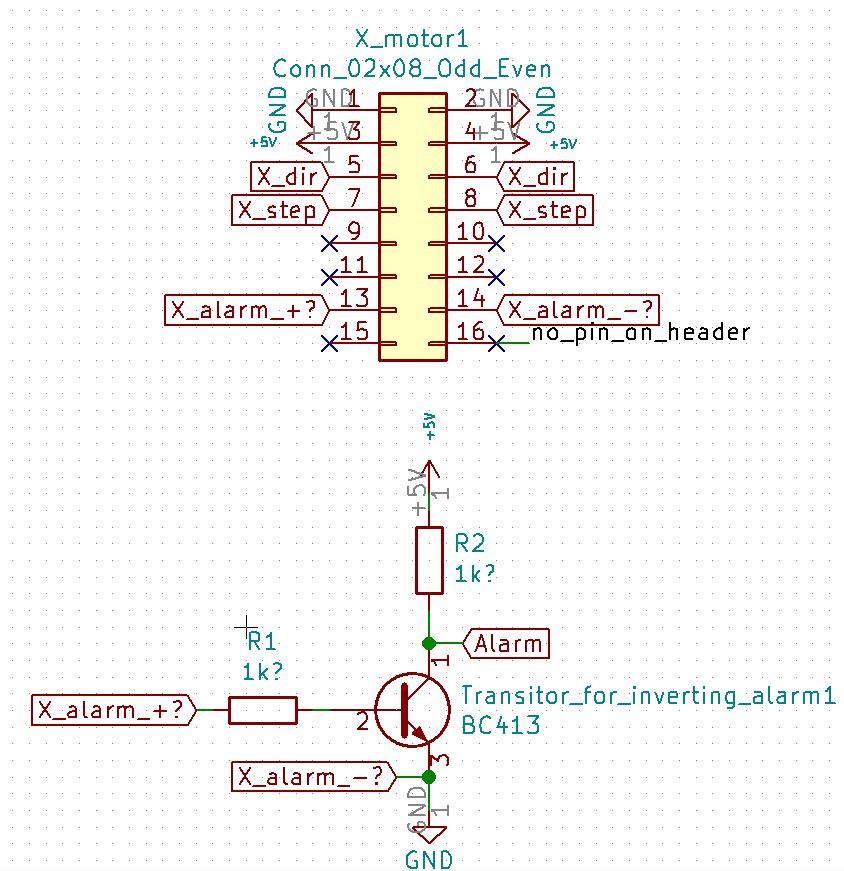 X_motor1
Conn_02x08_Odd_Even
GND GND 1 2 GND GND
+5V +5V 1 3 4 1 +5V +5V
1 1
X_dir 5 6 X_dir
X_step 7 8 X_step
9 10
11 12
X_alarm_+? 13 14 X_alarm_-?
15 16 no_pin_on_header
+5V
+5V 1
R2
1k?
Alarm
1
R1
1k?
X_alarm_+? 2
Transitor_for_inverting_alarm1
BC413
3
X_alarm_-?
GND 1
GND